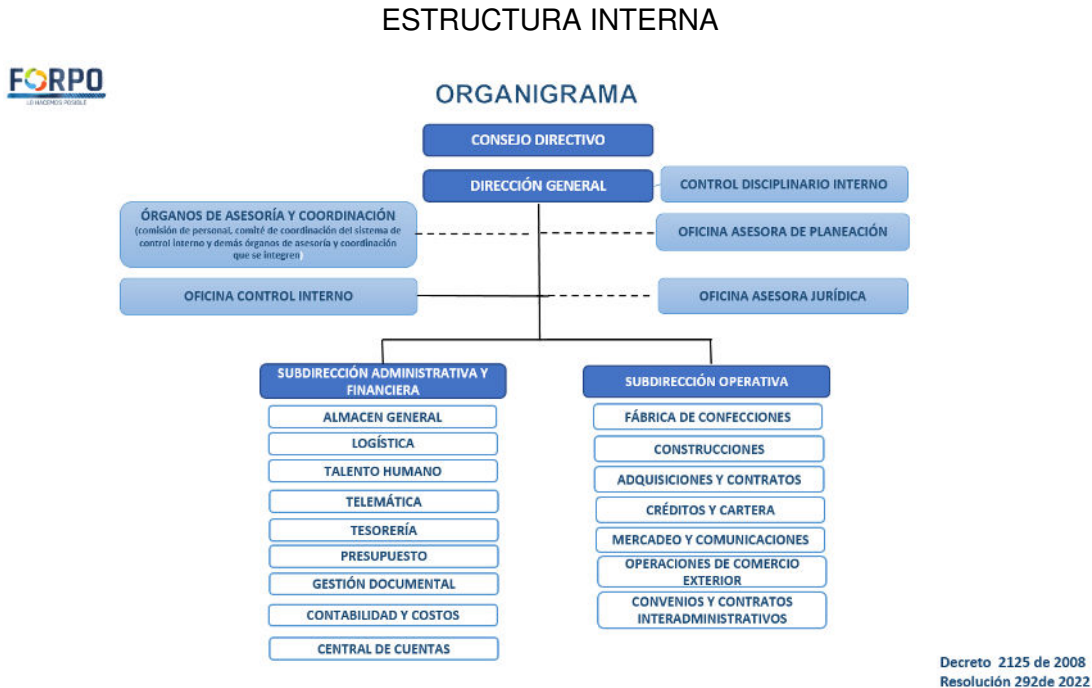 ESTRUCTURA INTERNA
FORPO
LO HACEMOS POSIBLE
ORGANIGRAMA
CONSEJO DIRECTIVO
DIRECCIÓN GENERAL
CONTROL DISCIPLINARIO INTERNO
ÓRGANOS DE ASESORÍA Y COORDINACIÓN
(comisión de personal, comité de coordinación del sistema de
control interno y demás órganos de asesoría y coordinación
que se integren)
OFICINA ASESORA DE PLANEACIÓN
OFICINA CONTROL INTERNO
OFICINA ASESORA JURÍDICA
SUBDIRECCIÓN ADMINISTRATIVA Y
FINANCIERA
ALMACEN GENERAL
LOGÍSTICA
TALENTO HUMANO
TELEMÁTICA
TESORERÍA
PRESUPUESTO
GESTIÓN DOCUMENTAL
CONTABILIDAD Y COSTOS
CENTRAL DE CUENTAS
SUBDIRECCIÓN OPERATIVA
FÁBRICA DE CONFECCIONES
CONSTRUCCIONES
ADQUISICIONES Y CONTRATOS
CRÉDITOS Y CARTERA
MERCADEO Y COMUNICACIONES
OPERACIONES DE COMERCIO
EXTERIOR
CONVENIOS Y CONTRATOS
INTERADMINISTRATIVOS
Decreto 2125 de 2008
Resolución 292de 2022